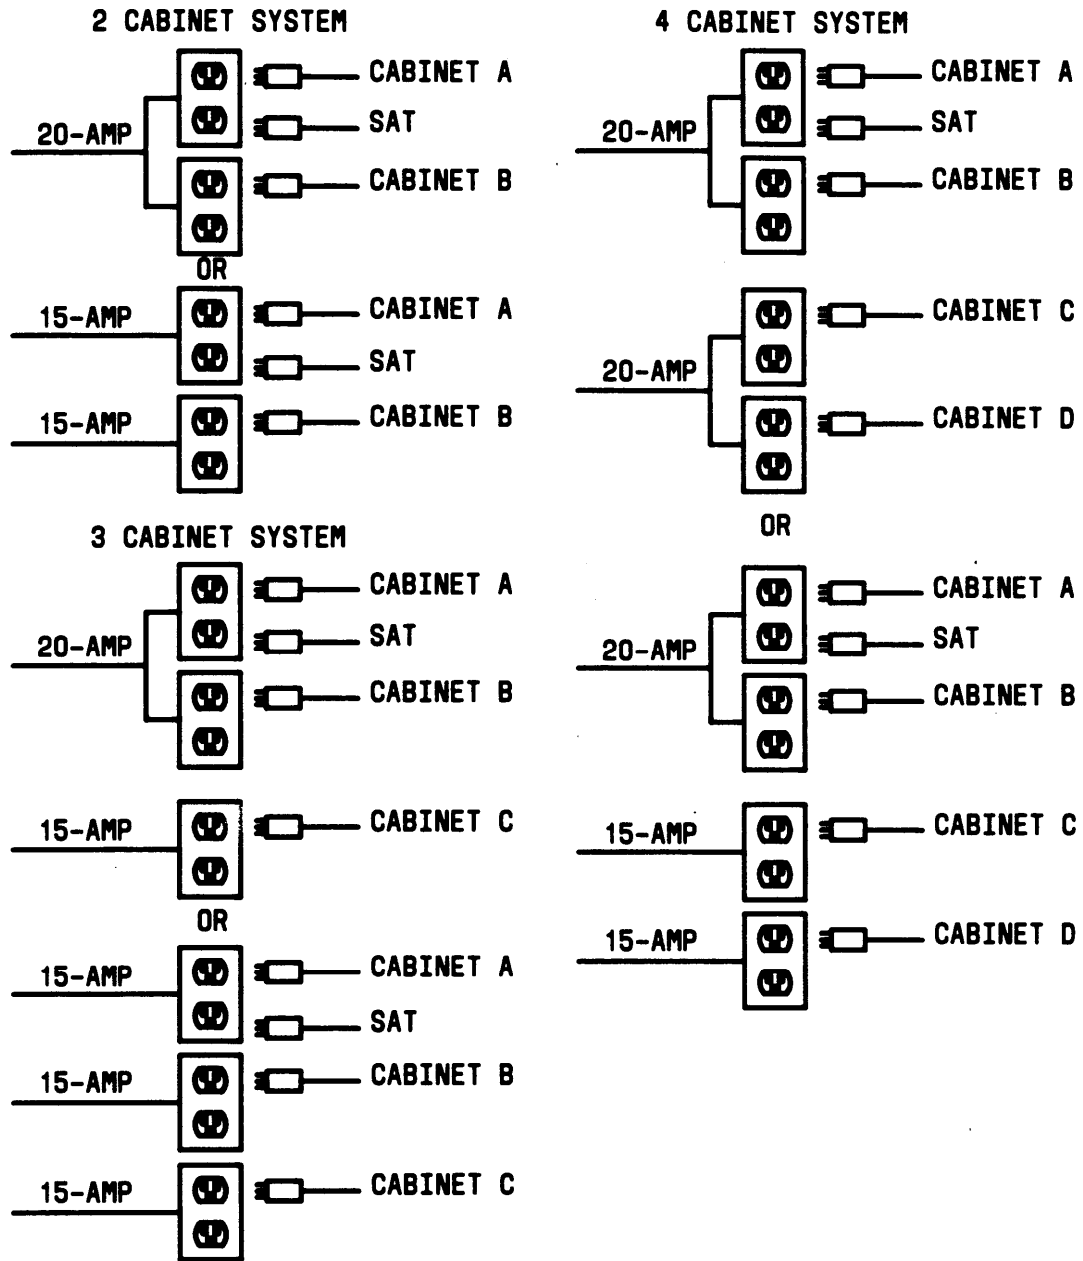 2 CABINET SYSTEM
CABINET A
20-AMP
SAT
CABINET B
OR
15-AMP
CABINET A
SAT
15-AMP
CABINET B
3 CABINET SYSTEM
CABINET A
20-AMP
SAT
CABINET B
15-AMP
CABINET C
OR
15-AMP
CABINET A
SAT
15-AMP
CABINET B
15-AMP
CABINET C
4 CABINET SYSTEM
CABINET A
20-AMP
SAT
CABINET B
CABINET C
20-AMP
CABINET D
OR
CABINET A
20-AMP
SAT
CABINET B
15-AMP
CABINET C
15-AMP
CABINET D